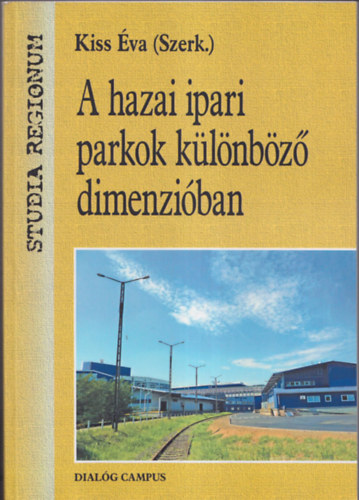 STUDIA REGIONUM
Kiss Éva (Szerk.)
A hazai ipari
parkok különböző
dimenzióban
DIALÓG CAMPUS